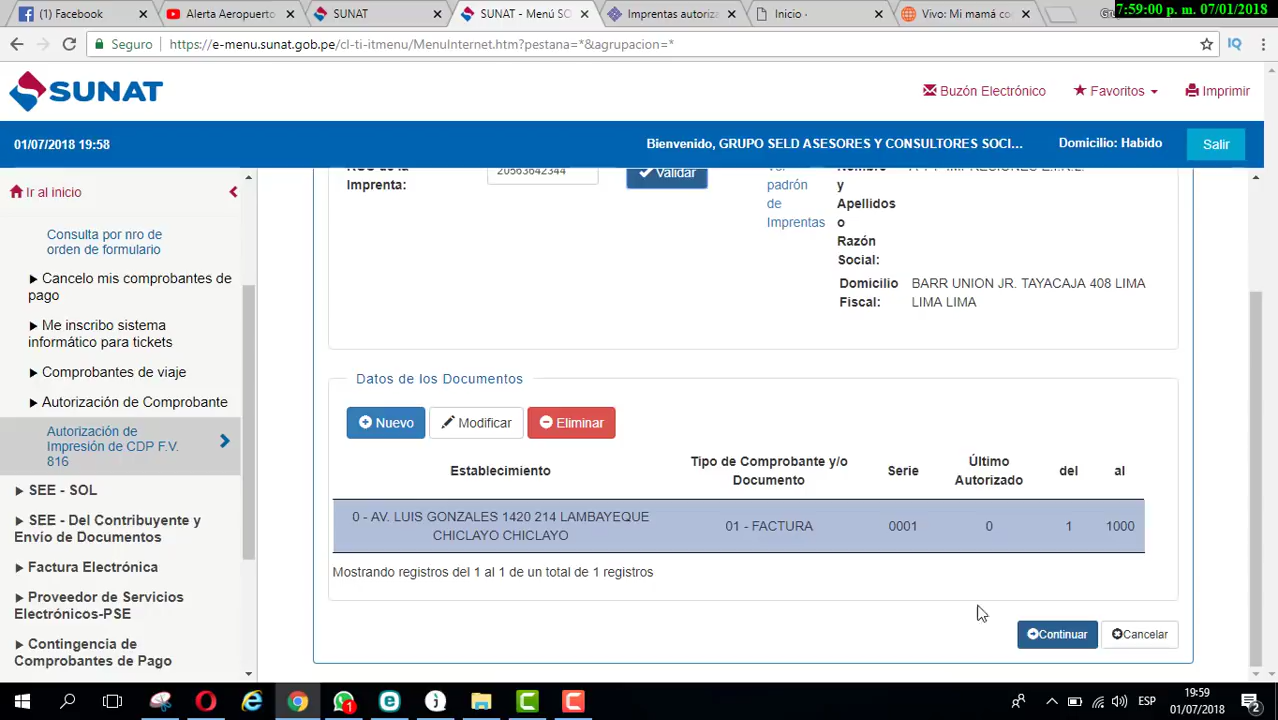 (1) Facebook
Alerta Aeropuerto
SUNAT
SUNAT - Menú SO
Imprentas autoriza
Inicio -
Vivo: Mi mamá co
7:59:00 p. m. 07/01/2018
Seguro
https://e-menu.sunat.gob.pe/cl-ti-itmenu/MenuInternet.htm?pestana=*&agrupacion=*
IQ
SUNAT
Buzón Electrónico
Favoritos
Imprimir
01/07/2018 19:58
Bienvenido, GRUPO SELD ASESORES Y CONSULTORES SOCI...
Domicilio: Habido
Salir
Ir al inicio
Consulta por nro de
orden de formulario
Cancelo mis comprobantes de
pago
Me inscribo sistema
informático para tickets
Comprobantes de viaje
Autorización de Comprobante
Autorización de
Impresión de CDP F.V.
816
SEE - SOL
SEE - Del Contribuyente y
Envio de Documentos
Factura Electrónica
Proveedor de Servicios
Electrónicos-PSE
Contingencia de
Comprobantes de Pago
Imprenta:
20563642344
Validar
padrón
de
Imprentas
y
Apellidos
o
Razón
Social:
Domicilio
Fiscal:
BARR UNION JR. TAYACAJA 408 LIMA
LIMA LIMA
Datos de los Documentos
Nuevo
Modificar
Eliminar
Establecimiento
Tipo de Comprobante y/o
Documento
Serie
Último
Autorizado
del
al
0 - AV. LUIS GONZALES 1420 214 LAMBAYEQUE
CHICLAYO CHICLAYO
01 - FACTURA
0001
0
1
1000
Mostrando registros del 1 al 1 de un total de 1 registros
Continuar
Cancelar
1
ESP
19:59
01/07/2018
2